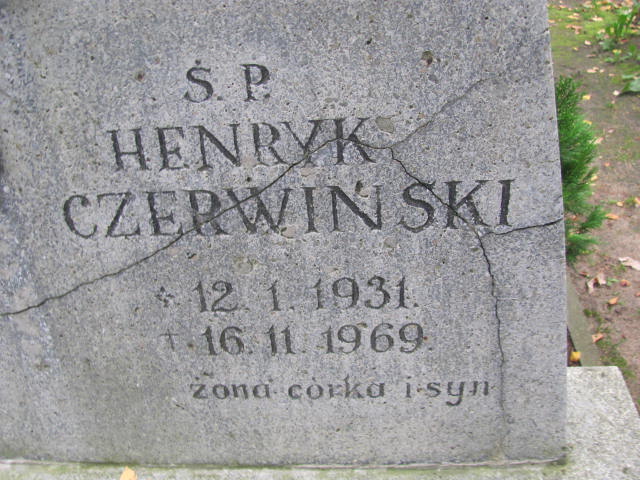 Ś. P.
HENRYK
CZERWIŃSKI
* 12. 1. 1931.
† 16. 11. 1969.
żona córka i syn